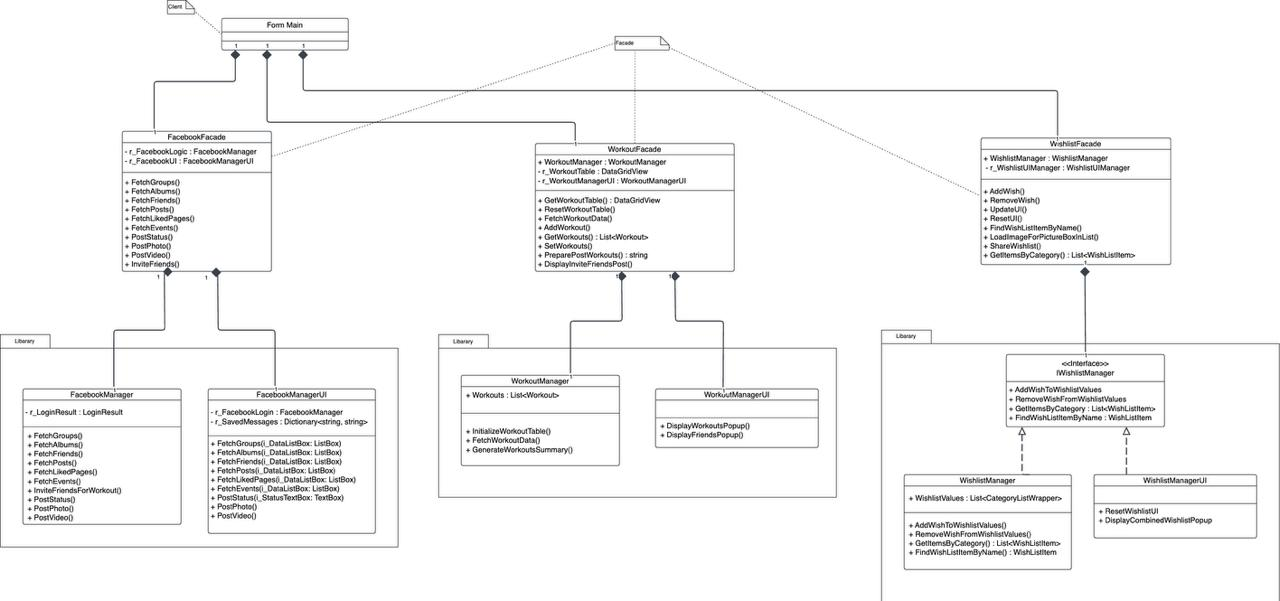 Client
Form Main
1
1
1
Facade
FacebookFacade
- r_FacebookLogic : FacebookManager
- r_FacebookUI : FacebookManagerUI
+ FetchGroups()
+ FetchAlbums()
+ FetchFriends()
+ FetchPosts()
+ FetchLikedPages()
+ FetchEvents()
+ PostStatus()
+ PostPhoto()
+ PostVideo()
+ InviteFriends()
1
1
WorkoutFacade
+ WorkoutManager : WorkoutManager
- r_WorkoutTable : DataGridView
- r_WorkoutManagerUI : WorkoutManagerUI
+ GetWorkoutTable() : DataGridView
+ ResetWorkoutTable()
+ FetchWorkoutData()
+ AddWorkout()
+ GetWorkouts() : List<Workout>
+ SetWorkouts()
+ PreparePostWorkouts() : string
+ DisplayInviteFriendsPost()
1
1
WishlistFacade
+ WishlistManager : WishlistManager
- r_WishlistUIManager : WishlistUIManager
+ AddWish()
+ RemoveWish()
+ UpdateUI()
+ ResetUI()
+ FindWishListItemByName()
+ LoadImageForPictureBoxInList()
+ ShareWishlist()
+ GetItemsByCategory() : List<WishListItem>
1
Libarary
FacebookManager
- r_LoginResult : LoginResult
+ FetchGroups()
+ FetchAlbums()
+ FetchFriends()
+ FetchPosts()
+ FetchLikedPages()
+ FetchEvents()
+ InviteFriendsForWorkout()
+ PostStatus()
+ PostPhoto()
+ PostVideo()
FacebookManagerUI
- r_FacebookLogin : FacebookManager
- r_SavedMessages : Dictionary<string, string>
+ FetchGroups(i_DataListBox: ListBox)
+ FetchAlbums(i_DataListBox: ListBox)
+ FetchFriends(i_DataListBox: ListBox)
+ FetchPosts(i_DataListBox: ListBox)
+ FetchLikedPages(i_DataListBox: ListBox)
+ FetchEvents(i_DataListBox: ListBox)
+ PostStatus(i_StatusTextBox: TextBox)
+ PostPhoto()
+ PostVideo()
Libarary
WorkoutManager
+ Workouts : List<Workout>
+ InitializeWorkoutTable()
+ FetchWorkoutData()
+ GenerateWorkoutsSummary()
WorkoutManagerUI
+ DisplayWorkoutsPopup()
+ DisplayFriendsPopup()
Libarary
<<Interface>>
IWishlistManager
+ AddWishToWishlistValues
+ RemoveWishFromWishlistValues
+ GetItemsByCategory : List<WishListItem>
+ FindWishListItemByName : WishListItem
WishlistManager
+ WishlistValues : List<CategoryListWrapper>
+ AddWishToWishlistValues()
+ RemoveWishFromWishlistValues()
+ GetItemsByCategory() : List<WishListItem>
+ FindWishListItemByName() : WishListItem
WishlistManagerUI
+ ResetWishlistUI
+ DisplayCombinedWishlistPopup